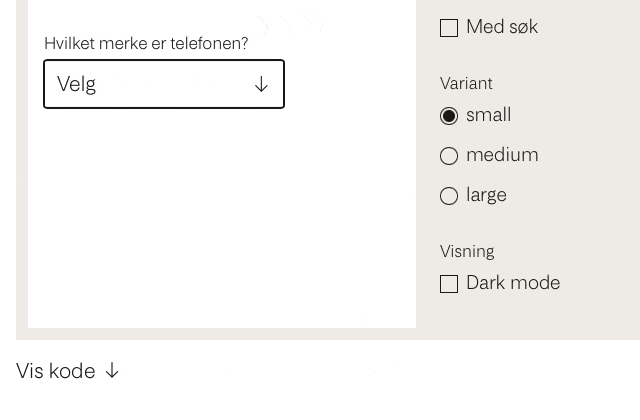 Hvilket merke er telefonen?
Velg
Med søk
Variant
small
medium
large
Visning
Dark mode
Vis kode